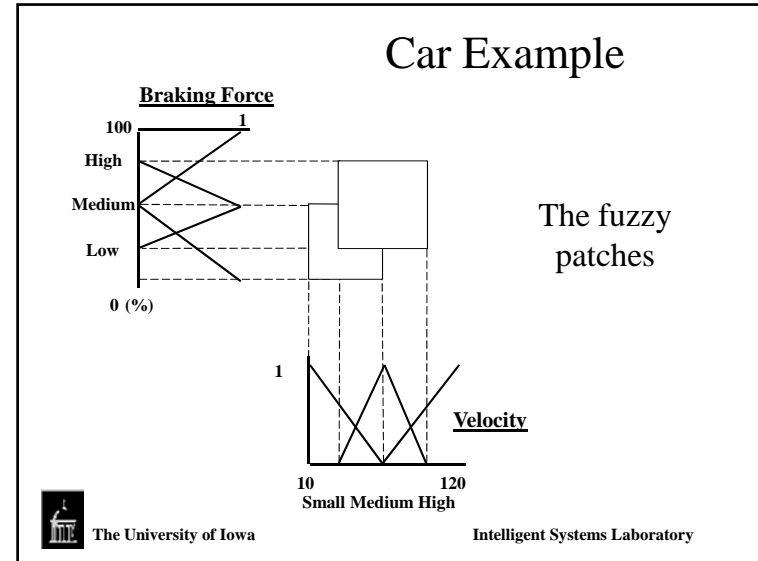 Car Example
Braking Force
100 1
High
Medium
Low
0 (%)
The fuzzy
patches
1
Velocity
10 120
Small Medium High
The University of Iowa Intelligent Systems Laboratory